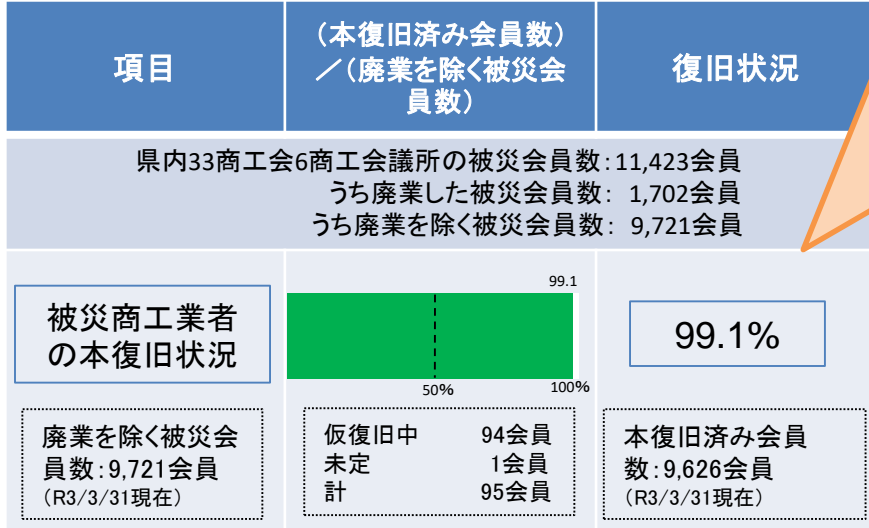 項目
（本復旧済み会員数）
／（廃業を除く被災会
員数）
復旧状況
県内33商工会6商工会議所の被災会員数：11,423会員
うち廃業した被災会員数： 1,702会員
うち廃業を除く被災会員数： 9,721会員
被災商工業者
の本復旧状況
99.1
50%
100%
99.1%
廃業を除く被災会
員数：9,721会員
（R3/3/31現在）
仮復旧中 94会員
未定 1会員
計 95会員
本復旧済み会員
数：9,626会員
（R3/3/31現在）